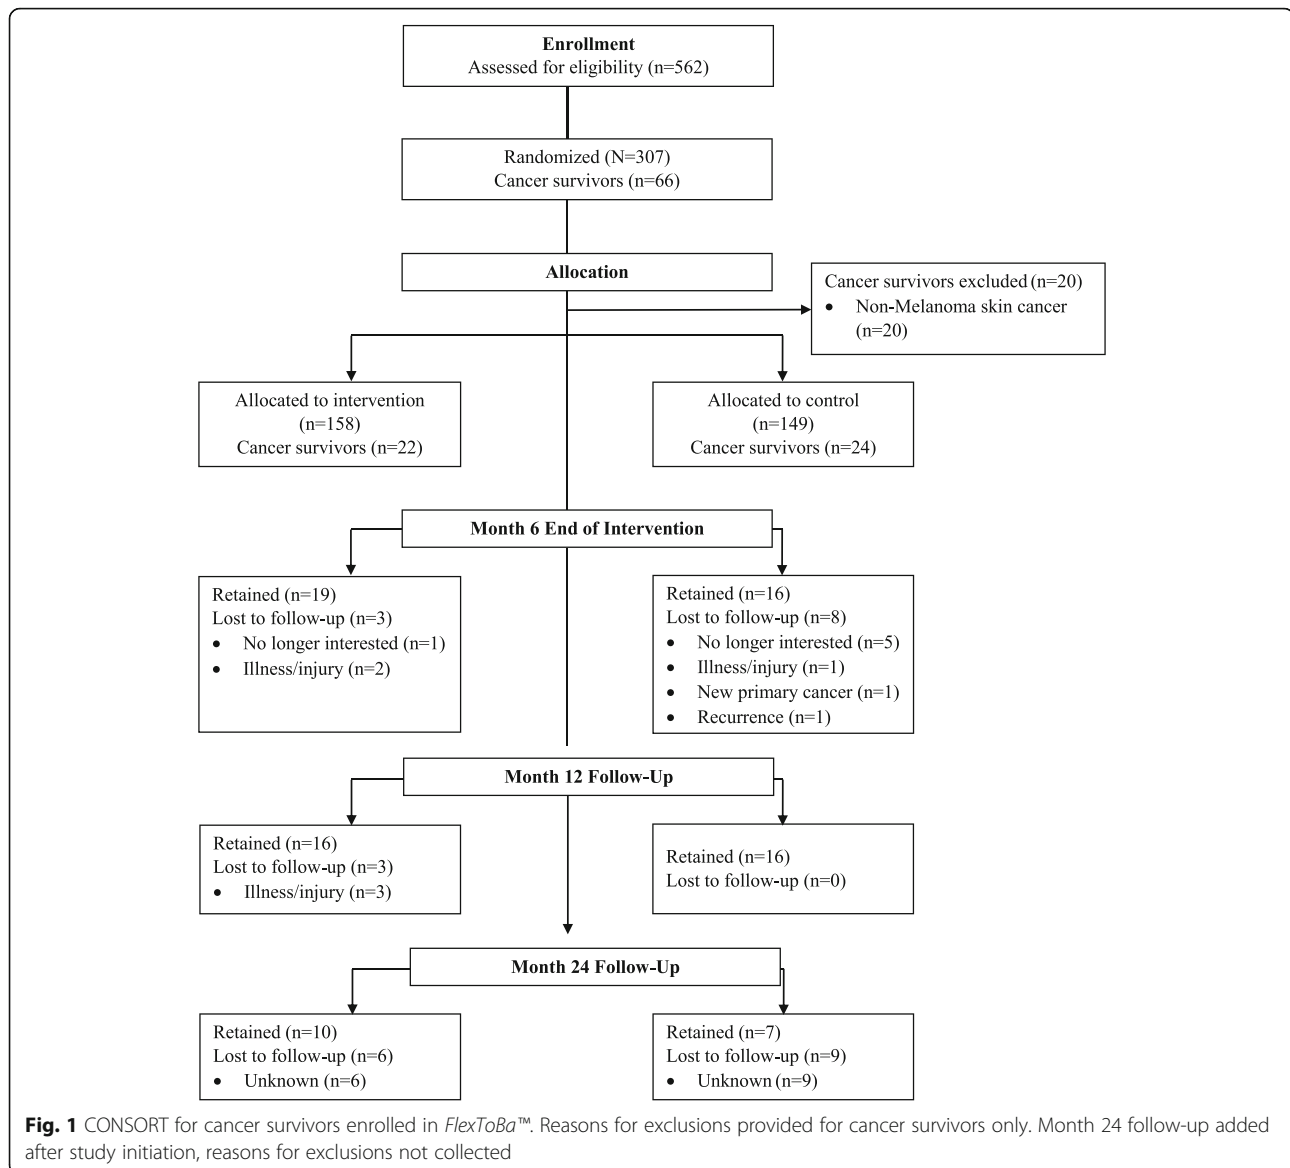 Enrollment
Assessed for eligibility (n=562)
Randomized (N=307)
Cancer survivors (n=66)
Allocation
Cancer survivors excluded (n=20)
• Non-Melanoma skin cancer
(n=20)
Allocated to intervention
(n=158)
Cancer survivors (n=22)
Allocated to control
(n=149)
Cancer survivors (n=24)
Month 6 End of Intervention
Retained (n=19)
Lost to follow-up (n=3)
• No longer interested (n=1)
• Illness/injury (n=2)
Retained (n=16)
Lost to follow-up (n=8)
• No longer interested (n=5)
• Illness/injury (n=1)
• New primary cancer (n=1)
• Recurrence (n=1)
Month 12 Follow-Up
Retained (n=16)
Lost to follow-up (n=3)
• Illness/injury (n=3)
Retained (n=16)
Lost to follow-up (n=0)
Month 24 Follow-Up
Retained (n=10)
Lost to follow-up (n=6)
• Unknown (n=6)
Retained (n=7)
Lost to follow-up (n=9)
• Unknown (n=9)
Fig. 1 CONSORT for cancer survivors enrolled in FlexToBa™. Reasons for exclusions provided for cancer survivors only. Month 24 follow-up added
after study initiation, reasons for exclusions not collected